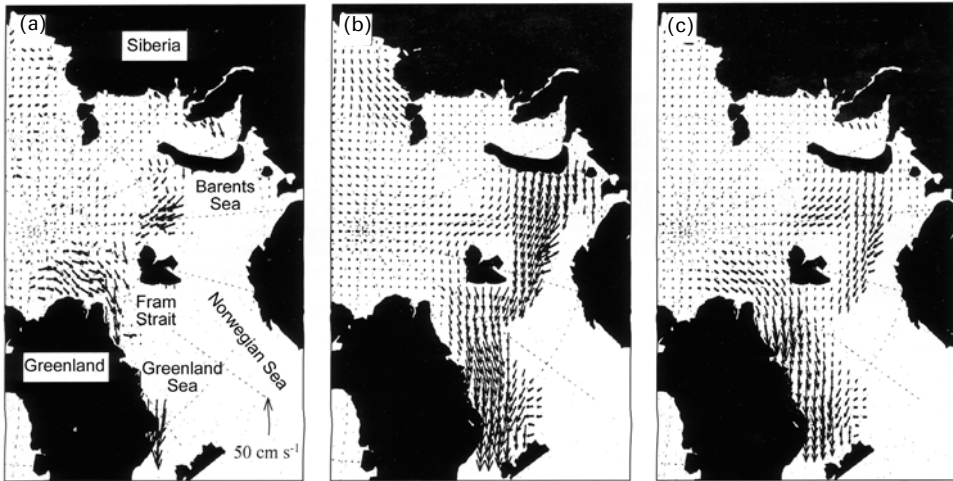 (a)
Siberia
Barents
Sea
Fram
Strait
Norwegian Sea
Greenland
Greenland
Sea
50 cm s-1
(b)
(c)